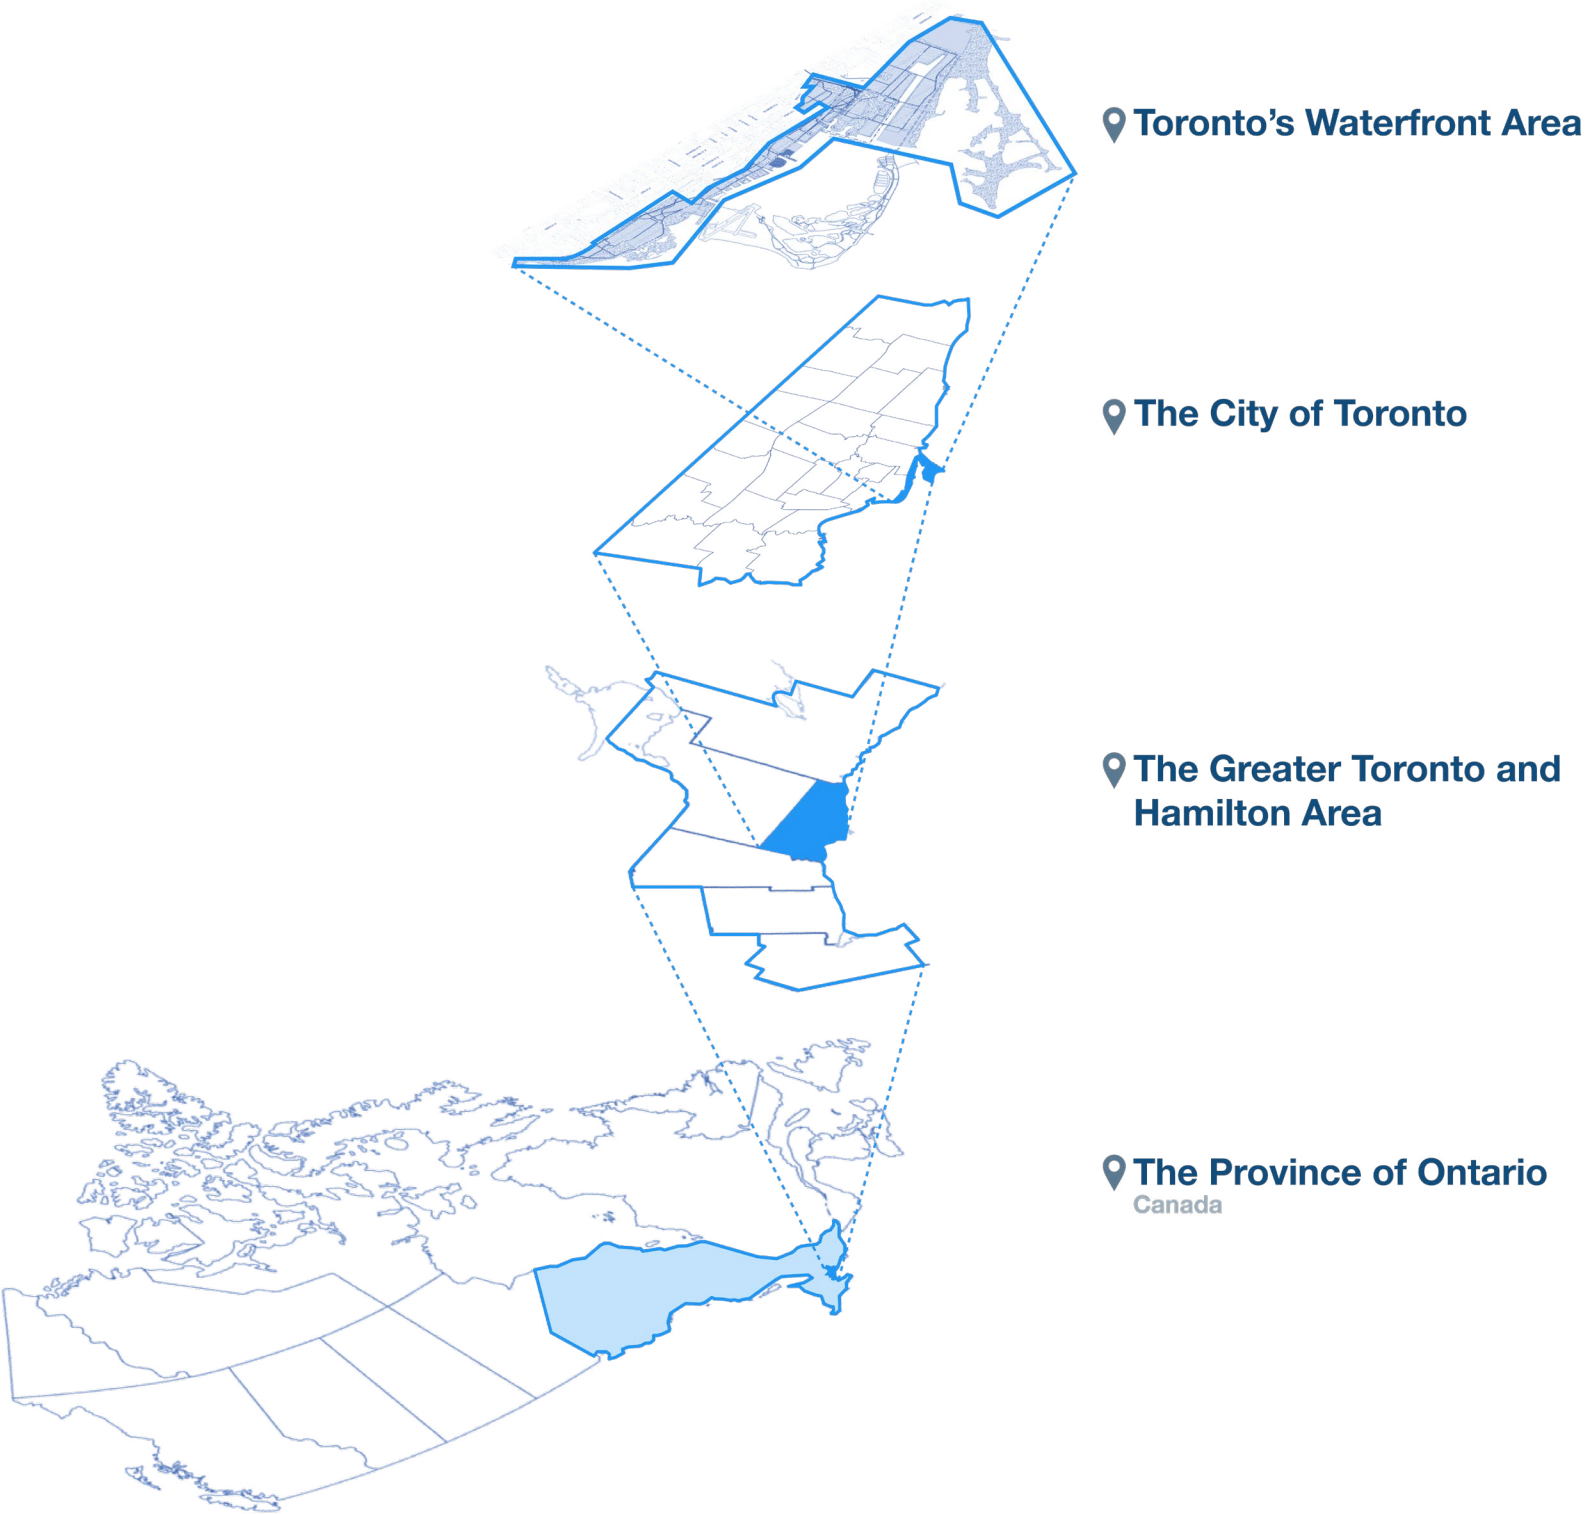 Toronto’s Waterfront Area
The City of Toronto
The Greater Toronto and
Hamilton Area
The Province of Ontario
Canada